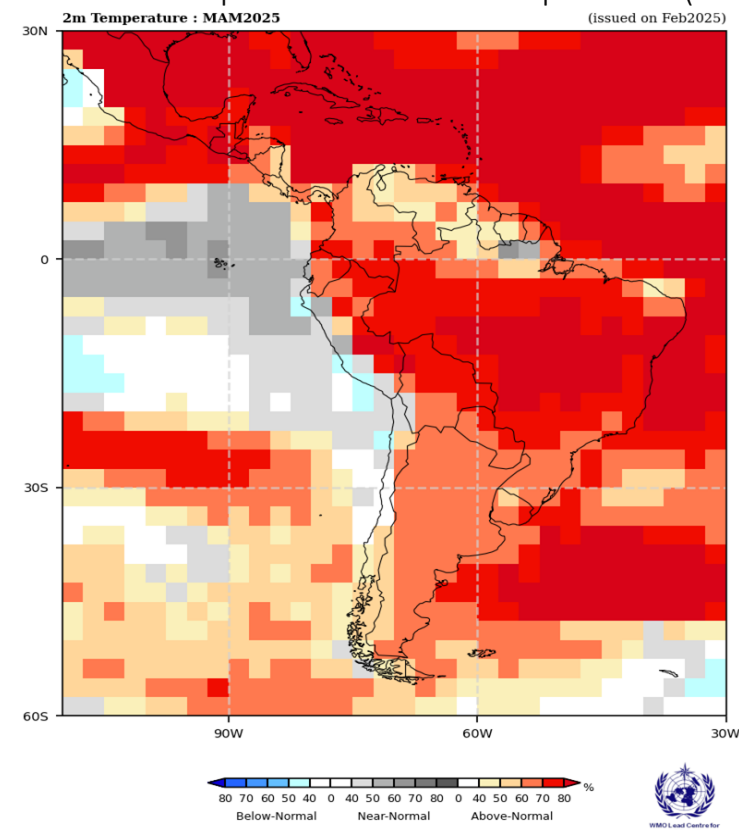 2m Temperature : MAM2025 (issued on Feb2025)
30N
0
30S
60S
90W 60W 30W
80 70 60 50 40 0 40 50 60 70 80 0 40 50 60 70 80 %
Below-Normal Near-Normal Above-Normal
WMO Lead Centre for